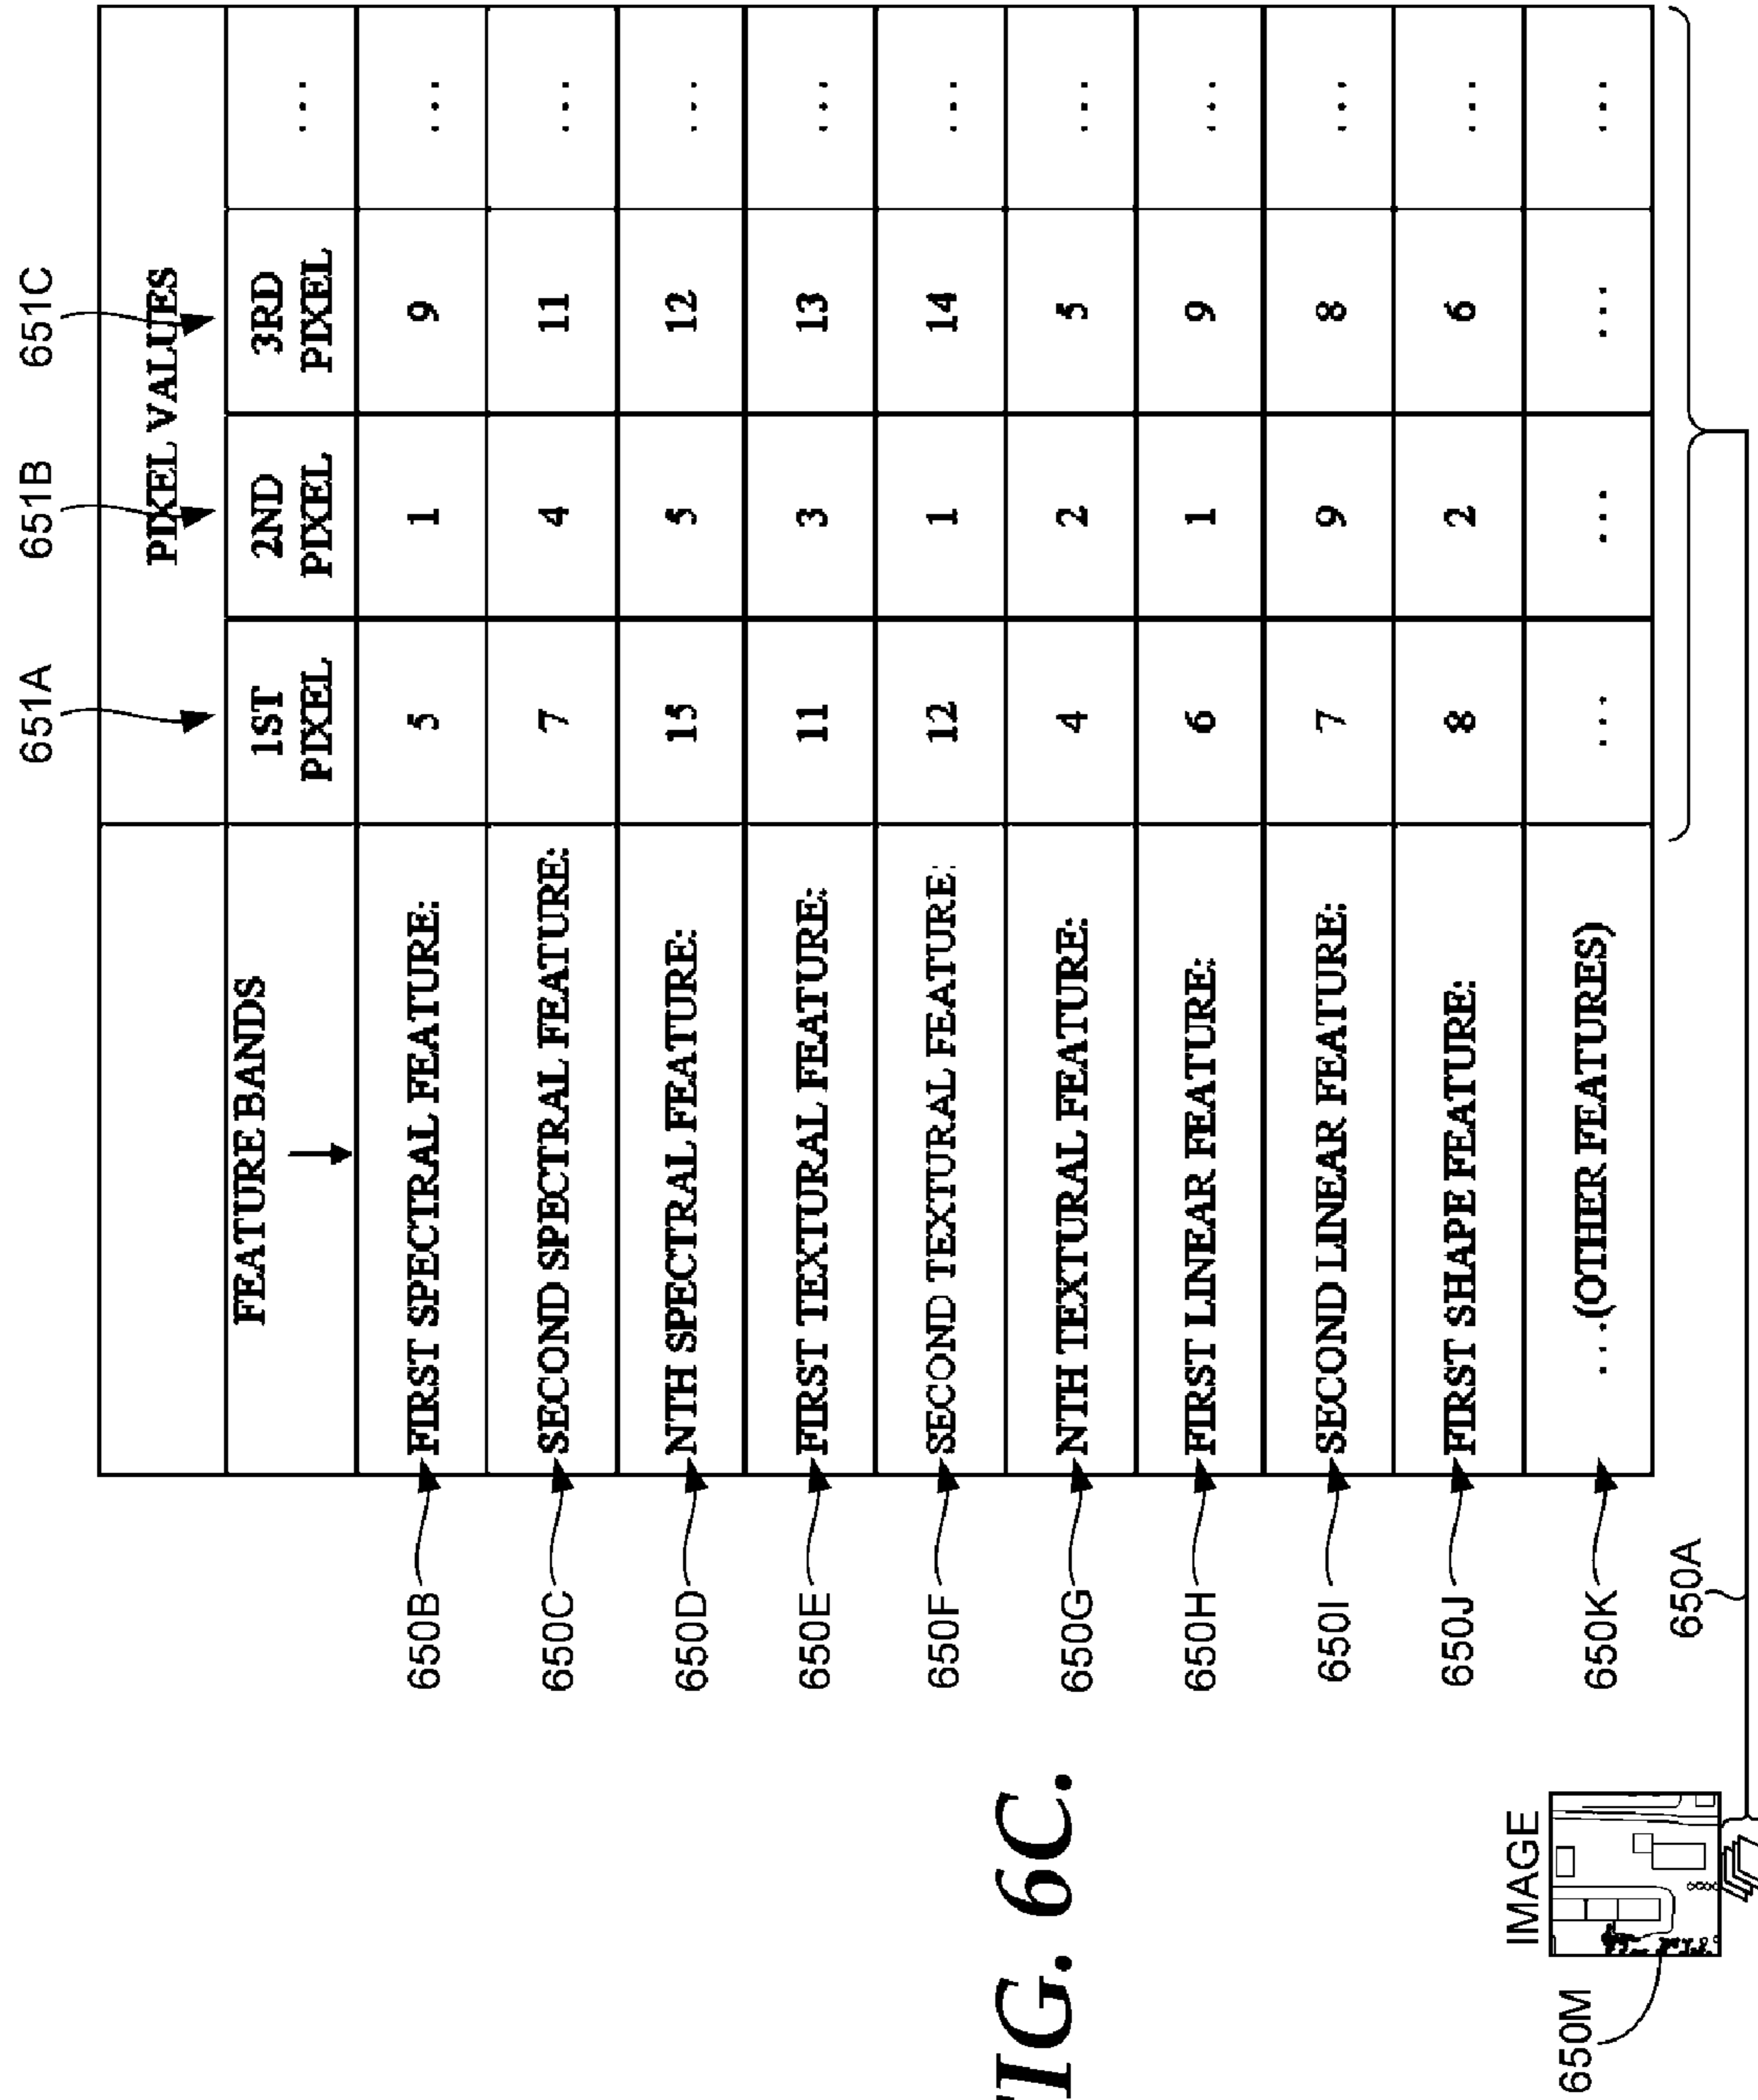 651A 651B 651C
PIXEL VALUES
FEATURE BANDS 1ST PIXEL 2ND PIXEL 3RD PIXEL ...
650B FIRST SPECTRAL FEATURE: 5 1 9 ...
650C SECOND SPECTRAL FEATURE: 7 4 11 ...
650D NTH SPECTRAL FEATURE: 15 5 12 ...
650E FIRST TEXTURAL FEATURE: 11 3 13 ...
650F SECOND TEXTURAL FEATURE: 12 1 14 ...
650G NTH TEXTURAL FEATURE: 4 2 5 ...
650H FIRST LINEAR FEATURE: 6 1 9 ...
650I SECOND LINEAR FEATURE: 7 9 8 ...
650J FIRST SHAPE FEATURE: 8 2 6 ...
650K ...(OTHER FEATURES) ... ... ... ...
650A
IMAGE
650M
IG. 6C.